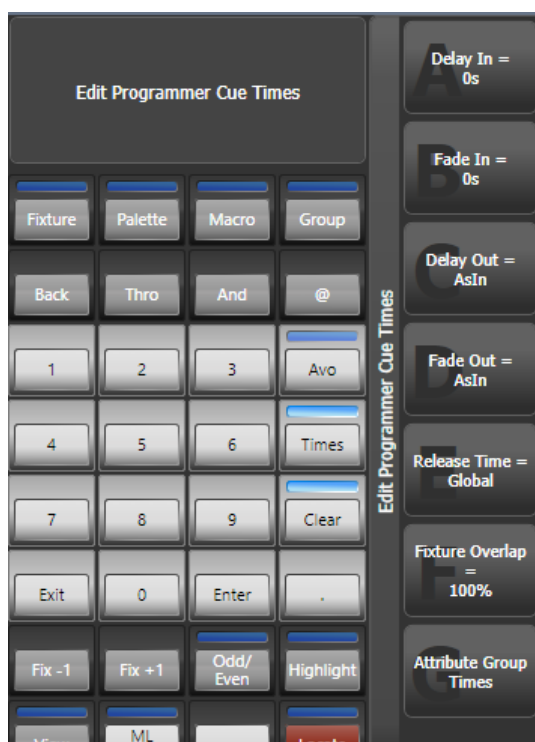 Edit Programmer Cue Times
Fixture
Palette
Macro
Group
Back
Thro
And
@
1
2
3
Avo
4
5
6
Times
7
8
9
Clear
Exit
0
Enter
.
Fix -1
Fix +1
Odd/
Even
Highlight
View
ML
Locate
Edit Programmer Cue Times
A
Delay In =
0s
B
Fade In =
0s
C
Delay Out =
AsIn
D
Fade Out =
AsIn
E
Release Time =
Global
F
Fixture Overlap
=
100%
G
Attribute Group
Times